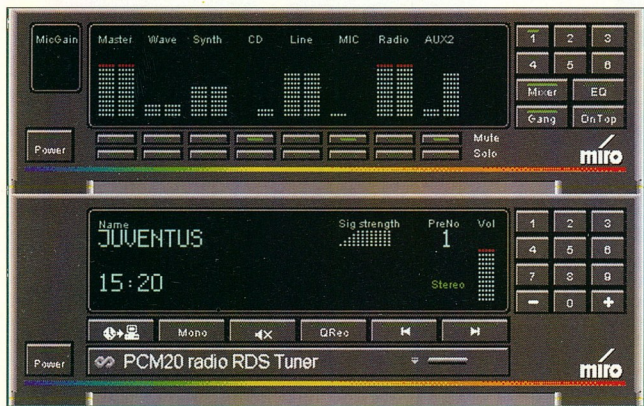 MicGain
Master Wave Synth CD Line MIC Radio AUX2
1 2 3
4 5 6
Mixer EQ
Gang OnTop
Mute
Solo
Power
miro
Name
JUVENTUS
Sig strength
PreNo
1
Vol
15:20
Stereo
1 2 3
4 5 6
7 8 9
- 0 +
Mono
QRec
Power
PCM20 radio RDS Tuner
miro